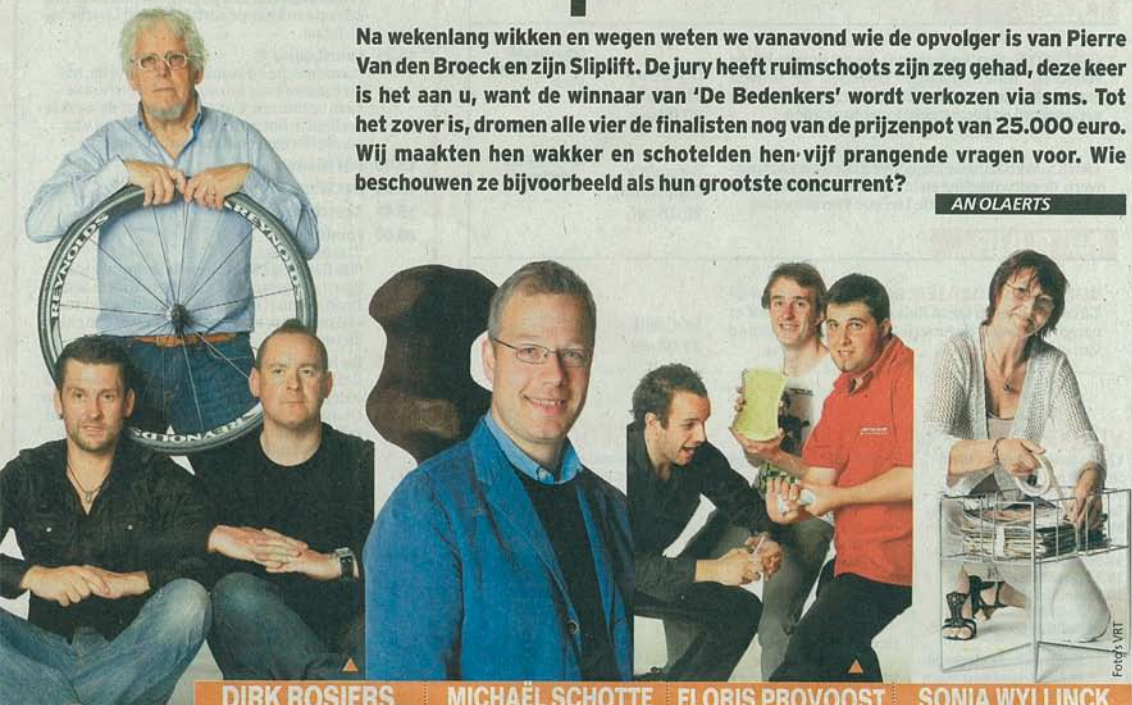 Na wekenlang wikken en wegen weten we vanavond wie de opvolger is van Pierre
Van den Broeck en zijn Sliplift. De jury heeft ruimschoots zijn zeg gehad, deze keer
is het aan u, want de winnaar van ‘De Bedenkers’ wordt verkozen via sms. Tot
het zover is, dromen alle vier de finalisten nog van de prijzenpot van 25.000 euro.
Wij maakten hen wakker en schotelden hen vijf prangende vragen voor. Wie
beschouwen ze bijvoorbeeld als hun grootste concurrent?
AN OLAERTS
REYNOLDS
REYNOLDS
REYNOLDS
Foto's VRT
DIRK ROSIERS
MICHAËL SCHOTTE
FLORIS PROVOOST
SONJA WYLLINCK